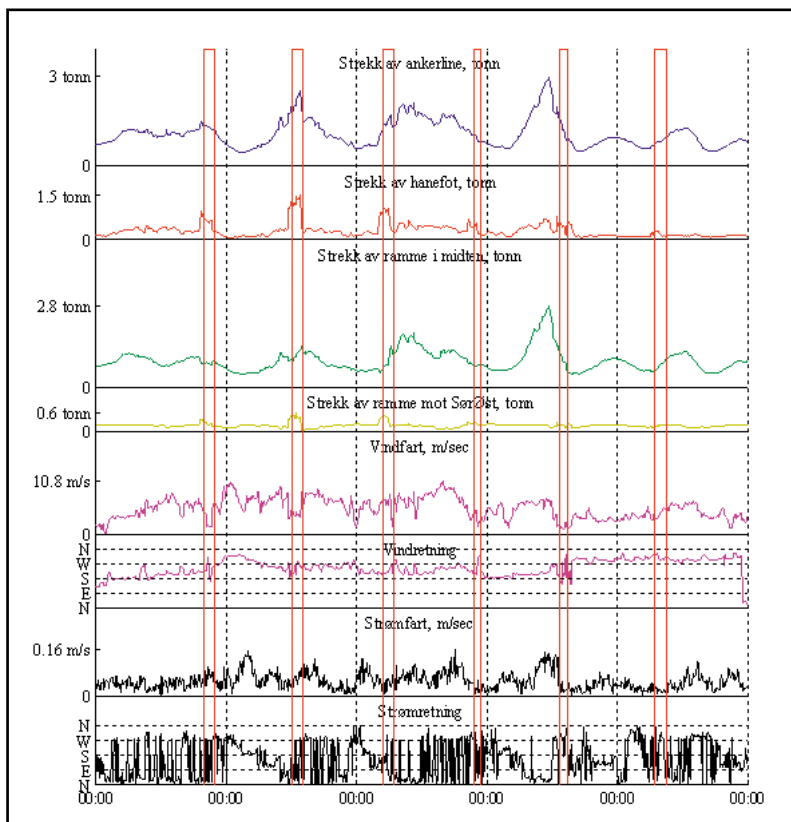 Strekk av ankerline, tonn
3 tonn
0
Strekk av hanefot, tonn
1.5 tonn
0
Strekk av ramme i midten, tonn
2.8 tonn
0
Strekk av ramme mot SørØst, tonn
0.6 tonn
0
Vindfart, m/sec
10.8 m/s
0
Vindretning
N
W
S
E
N
Strømfart, m/sec
0.16 m/s
0
Strømretning
N
W
S
E
N
00:00 00:00 00:00 00:00 00:00 00:00